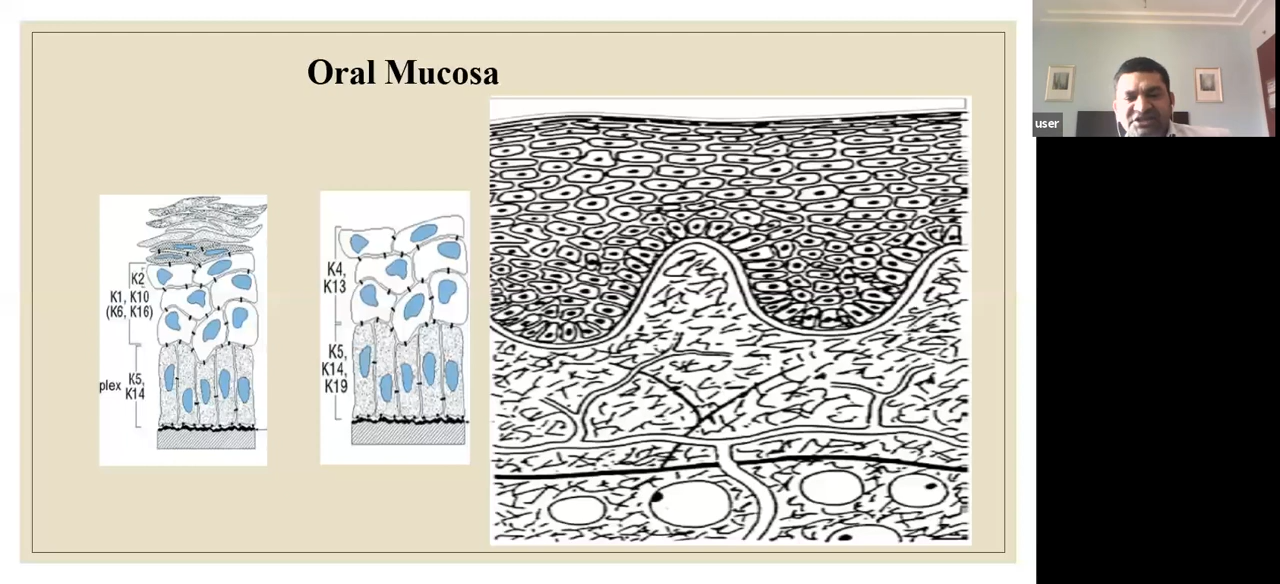 Oral Mucosa
user
K2
K1, K10
(K6, K16)
plex K5,
K14
K4,
K13
K5,
K14,
K19